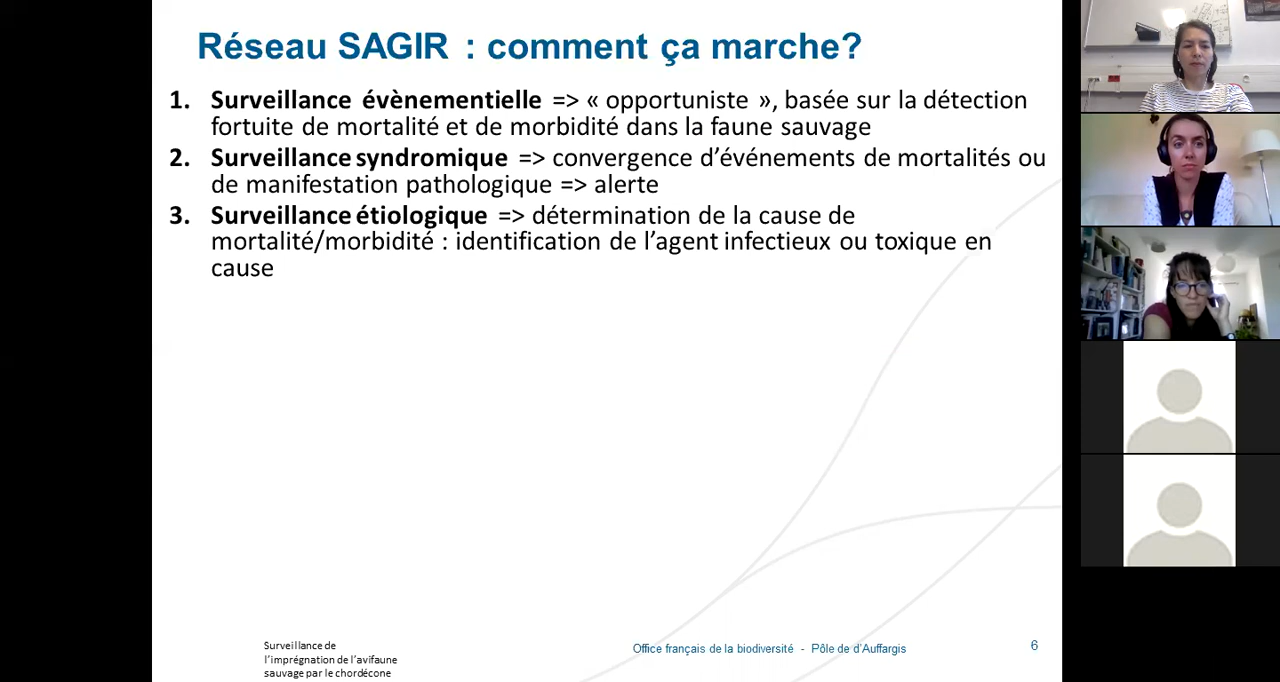 Réseau SAGIR : comment ça marche?
1. Surveillance évènementielle => « opportuniste », basée sur la détection
fortuite de mortalité et de morbidité dans la faune sauvage
2. Surveillance syndromique => convergence d’événements de mortalités ou
de manifestation pathologique => alerte
3. Surveillance étiologique => détermination de la cause de
mortalité/morbidité : identification de l’agent infectieux ou toxique en
cause
Surveillance de
l’imprégnation de l’avifaune
sauvage par le chordécone
Office français de la biodiversité - Pôle de d’Auffargis
6